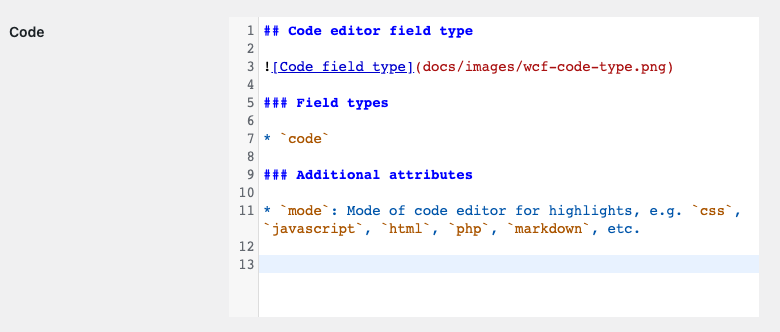 Code
1 ## Code editor field type
2
3 ![Code field type](docs/images/wcf-code-type.png)
4
5 ### Field types
6
7 * `code`
8
9 ### Additional attributes
10
11 * `mode`: Mode of code editor for highlights, e.g. `css`,
`javascript`, `html`, `php`, `markdown`, etc.
12
13